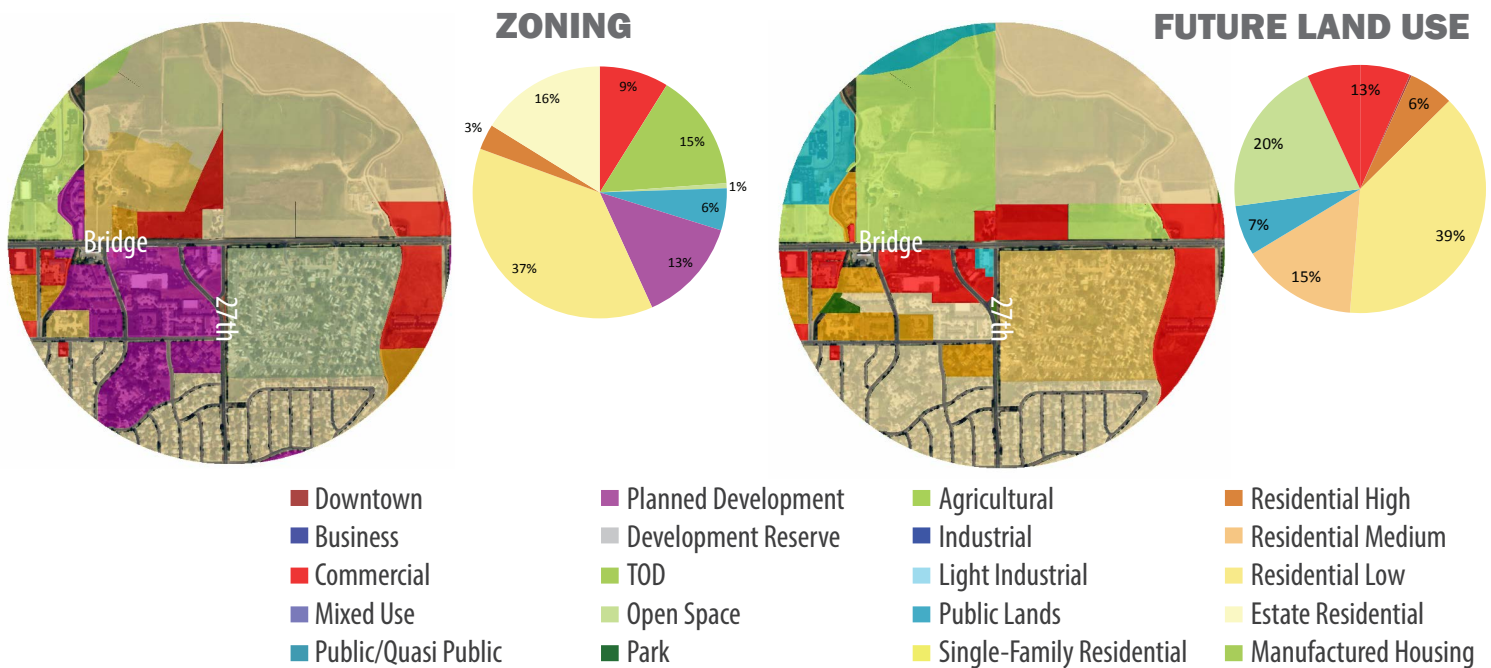 ZONING
FUTURE LAND USE
9%
15%
1%
6%
13%
37%
3%
16%
13%
6%
39%
15%
7%
20%
Bridge
27th
Bridge
27th
Downtown
Business
Commercial
Mixed Use
Public/Quasi Public
Planned Development
Development Reserve
TOD
Open Space
Park
Agricultural
Industrial
Light Industrial
Public Lands
Single-Family Residential
Residential High
Residential Medium
Residential Low
Estate Residential
Manufactured Housing